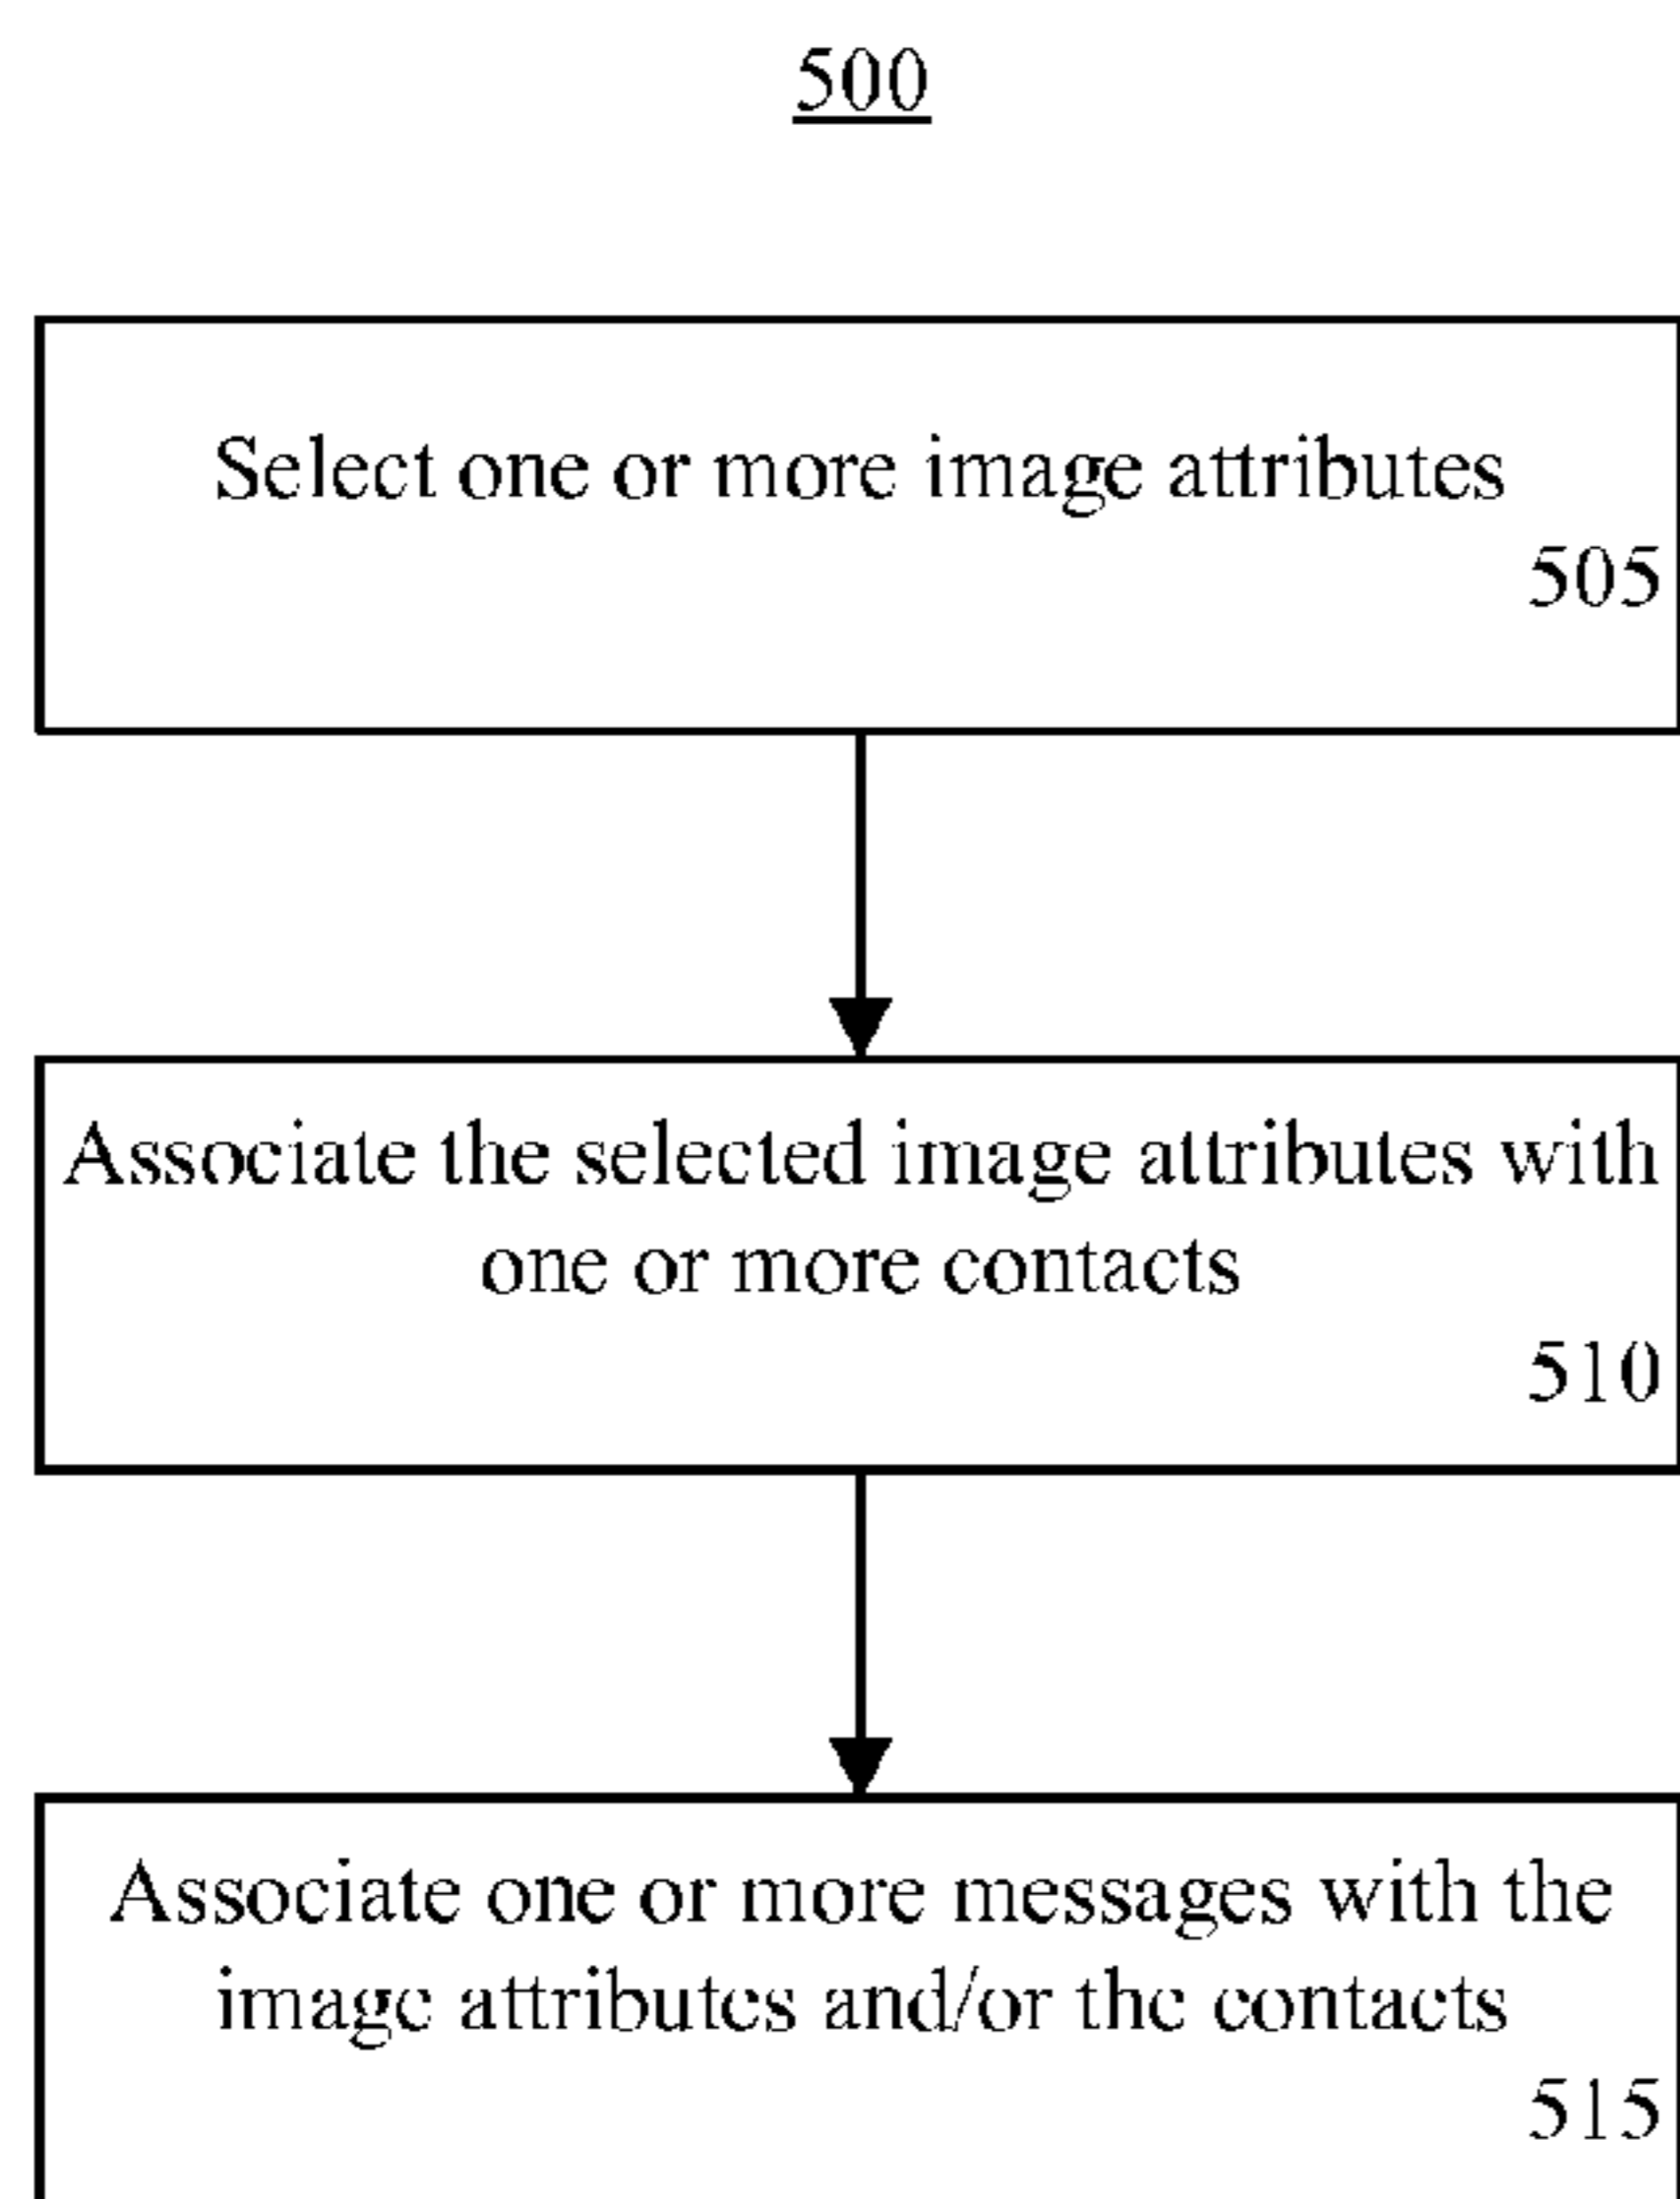 500
Select one or more image attributes
505
Associate the selected image attributes with
one or more contacts
510
Associate one or more messages with the
image attributes and/or the contacts
515